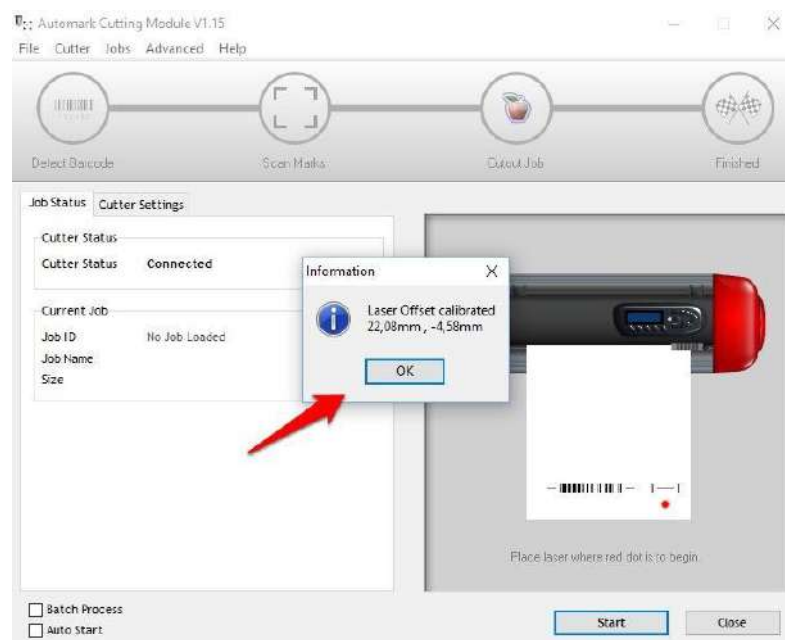 Automark Cutting Module V1.15
File Cutter Jobs Advanced Help
Detect Barcode Scan Marks Cutout Job Finished
Job Status Cutter Settings
Cutter Status
Cutter Status Connected
Current Job
Job ID No Job Loaded
Job Name
Size
Information
Laser Offset calibrated
22,08mm , -4,58mm
OK
Place laser where red dot is to begin.
Batch Process
Auto Start
Start Close